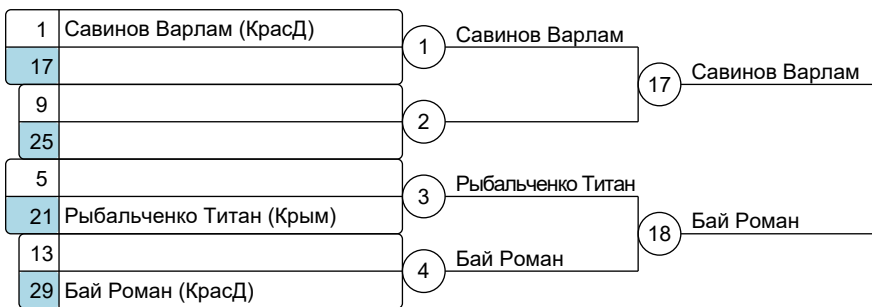 1 Савинов Варлам (КрасД)
17
1 Савинов Варлам
9
25
2
17 Савинов Варлам
5
21 Рыбальченко Титан (Крым)
3 Рыбальченко Титан
13
29 Бай Роман (КрасД)
4 Бай Роман
18 Бай Роман